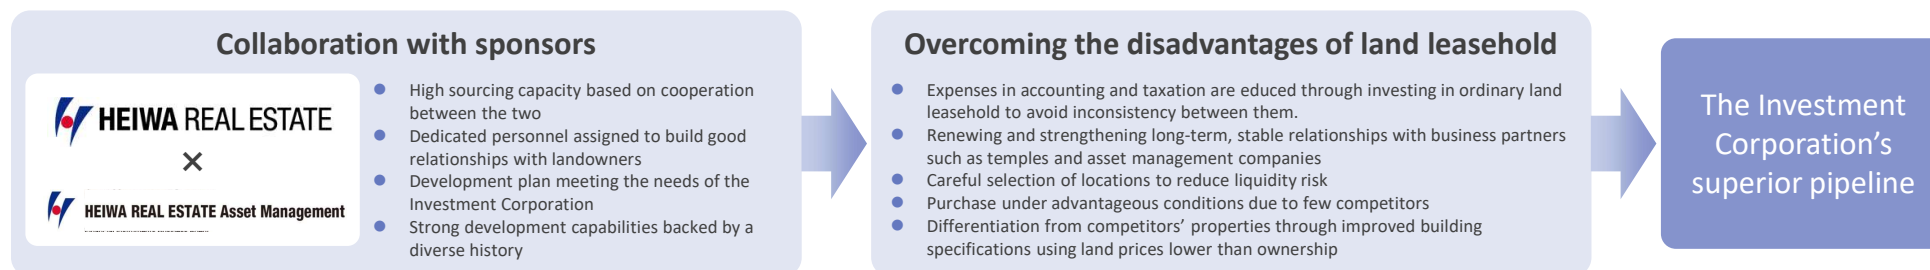 Collaboration with sponsors
HEIWA REAL ESTATE
×
HEIWA REAL ESTATE Asset Management
● High sourcing capacity based on cooperation
between the two
● Dedicated personnel assigned to build good
relationships with landowners
● Development plan meeting the needs of the
Investment Corporation
● Strong development capabilities backed by a
diverse history
Overcoming the disadvantages of land leasehold
● Expenses in accounting and taxation are educed through investing in ordinary land
leasehold to avoid inconsistency between them.
● Renewing and strengthening long-term, stable relationships with business partners
such as temples and asset management companies
● Careful selection of locations to reduce liquidity risk
● Purchase under advantageous conditions due to few competitors
● Differentiation from competitors’ properties through improved building
specifications using land prices lower than ownership
The Investment
Corporation’s
superior pipeline